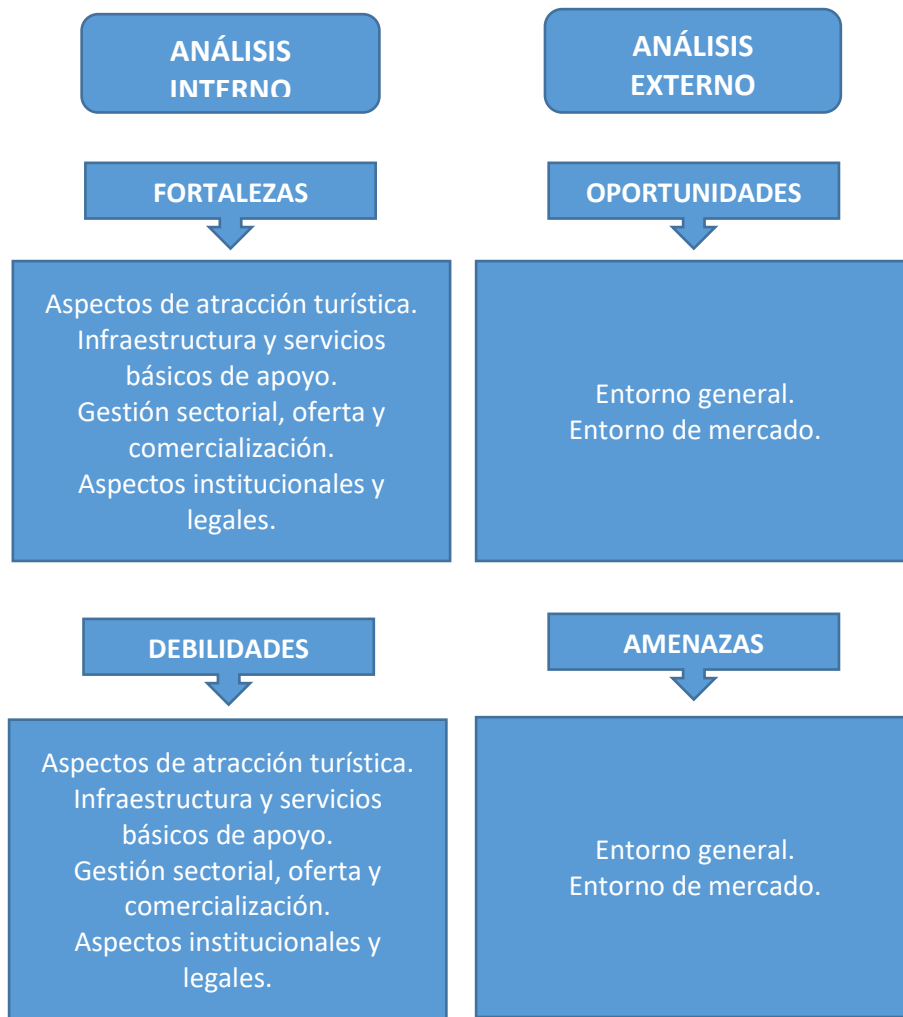 ANÁLISIS
INTERNO
ANÁLISIS
EXTERNO
FORTALEZAS
OPORTUNIDADES
Aspectos de atracción turística.
Infraestructura y servicios
básicos de apoyo.
Gestión sectorial, oferta y
comercialización.
Aspectos institucionales y
legales.
Entorno general.
Entorno de mercado.
DEBILIDADES
AMENAZAS
Aspectos de atracción turística.
Infraestructura y servicios
básicos de apoyo.
Gestión sectorial, oferta y
comercialización.
Aspectos institucionales y
legales.
Entorno general.
Entorno de mercado.